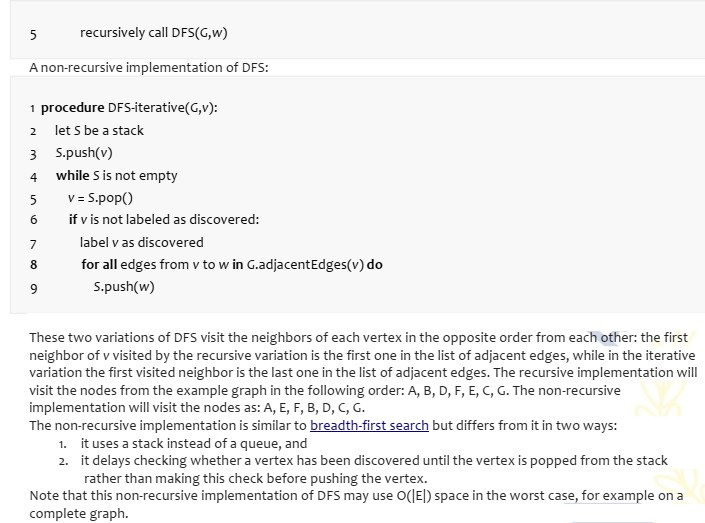 5 recursively call DFS(G,w)
A non-recursive implementation of DFS:
1 procedure DFS-iterative(G,v):
2 let S be a stack
3 S.push(v)
4 while S is not empty
5 v = S.pop()
6 if v is not labeled as discovered:
7 label v as discovered
8 for all edges from v to w in G.adjacentEdges(v) do
9 S.push(w)
These two variations of DFS visit the neighbors of each vertex in the opposite order from each other: the first
neighbor of v visited by the recursive variation is the first one in the list of adjacent edges, while in the iterative
variation the first visited neighbor is the last one in the list of adjacent edges. The recursive implementation will
visit the nodes from the example graph in the following order: A, B, D, F, E, C, G. The non-recursive
implementation will visit the nodes as: A, E, F, B, D, C, G.
The non-recursive implementation is similar to breadth-first search but differs from it in two ways:
1. it uses a stack instead of a queue, and
2. it delays checking whether a vertex has been discovered until the vertex is popped from the stack
rather than making this check before pushing the vertex.
Note that this non-recursive implementation of DFS may use O(|E|) space in the worst case, for example on a
complete graph.